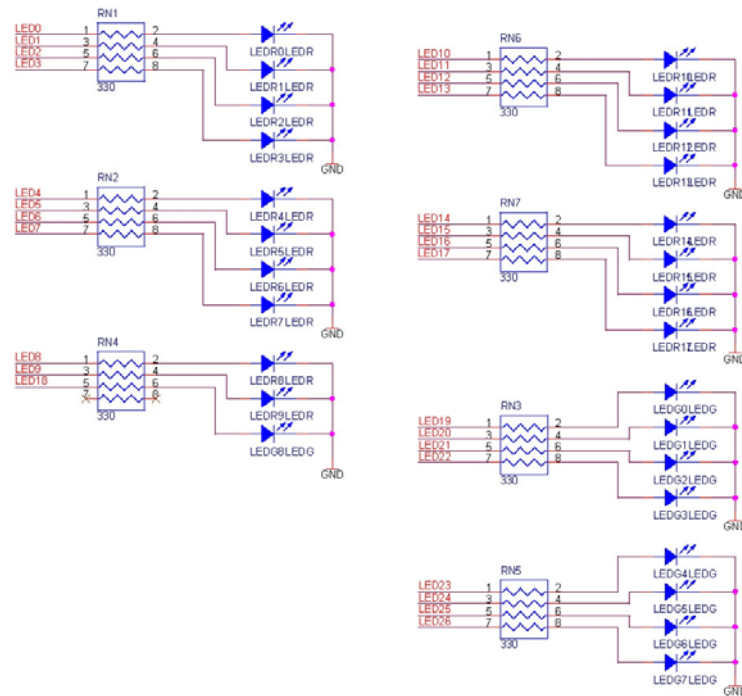 RN1
LED0 1 2
LED1 3 4
LED2 5 6
LED3 7 8
330
LEDR0LEDR
LEDR1LEDR
LEDR2LEDR
LEDR3LEDR
GND
RN2
LED4 1 2
LED5 3 4
LED6 5 6
LED7 7 8
330
LEDR4LEDR
LEDR5LEDR
LEDR6LEDR
LEDR7LEDR
GND
RN4
LED8 1 2
LED9 3 4
LED18 5 6
7 8
330
LEDR8LEDR
LEDR9LEDR
LEDG8LEDG
GND
RN6
LED10 1 2
LED11 3 4
LED12 5 6
LED13 7 8
330
LEDR10LEDR
LEDR11LEDR
LEDR12LEDR
LEDR13LEDR
GND
RN7
LED14 1 2
LED15 3 4
LED16 5 6
LED17 7 8
330
LEDR14LEDR
LEDR15LEDR
LEDR16LEDR
LEDR17LEDR
GND
RN3
LED19 1 2
LED20 3 4
LED21 5 6
LED22 7 8
330
LEDG0LEDG
LEDG1LEDG
LEDG2LEDG
LEDG3LEDG
GND
RN5
LED23 1 2
LED24 3 4
LED25 5 6
LED26 7 8
330
LEDG4LEDG
LEDG5LEDG
LEDG6LEDG
LEDG7LEDG
GND